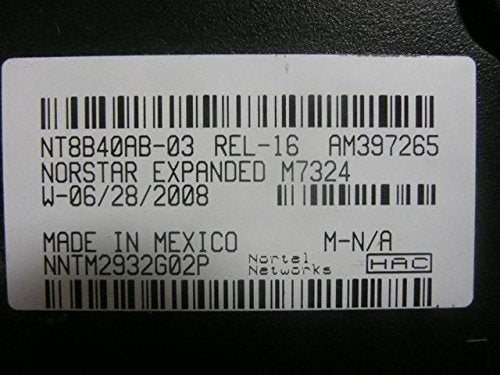 NT8B40AB-03 REL-16 AM397265
NORSTAR EXPANDED M7324
W-06/28/2008
MADE IN MEXICO M-N/A
NNTM2932G02P Nortel Networks HAC